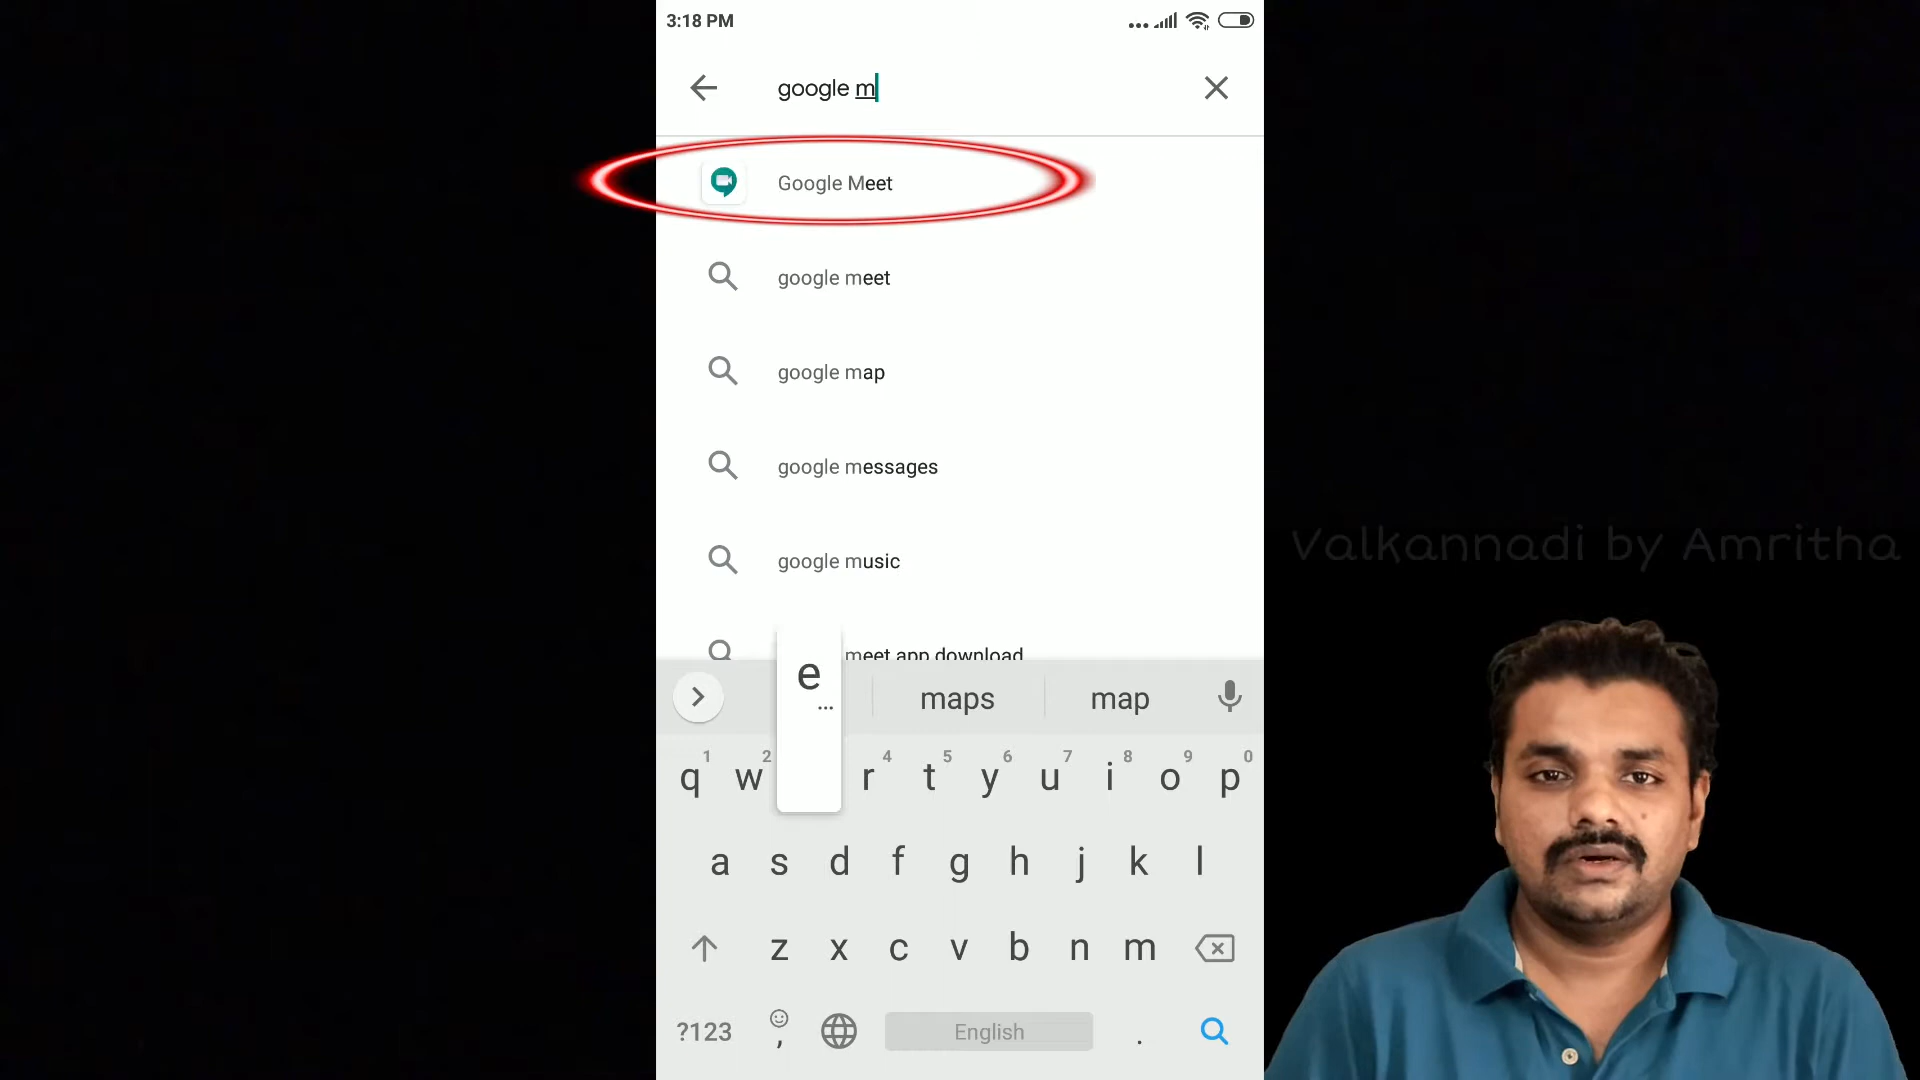 3:18 PM
google m
Google Meet
google meet
google map
google messages
google music
meet app download
e
...
maps
map
1 2 4 5 6 7 8 9 0
q w r t y u i o p
a s d f g h j k l
z x c v b n m
?123 , English .
Valkannadi by Amritha